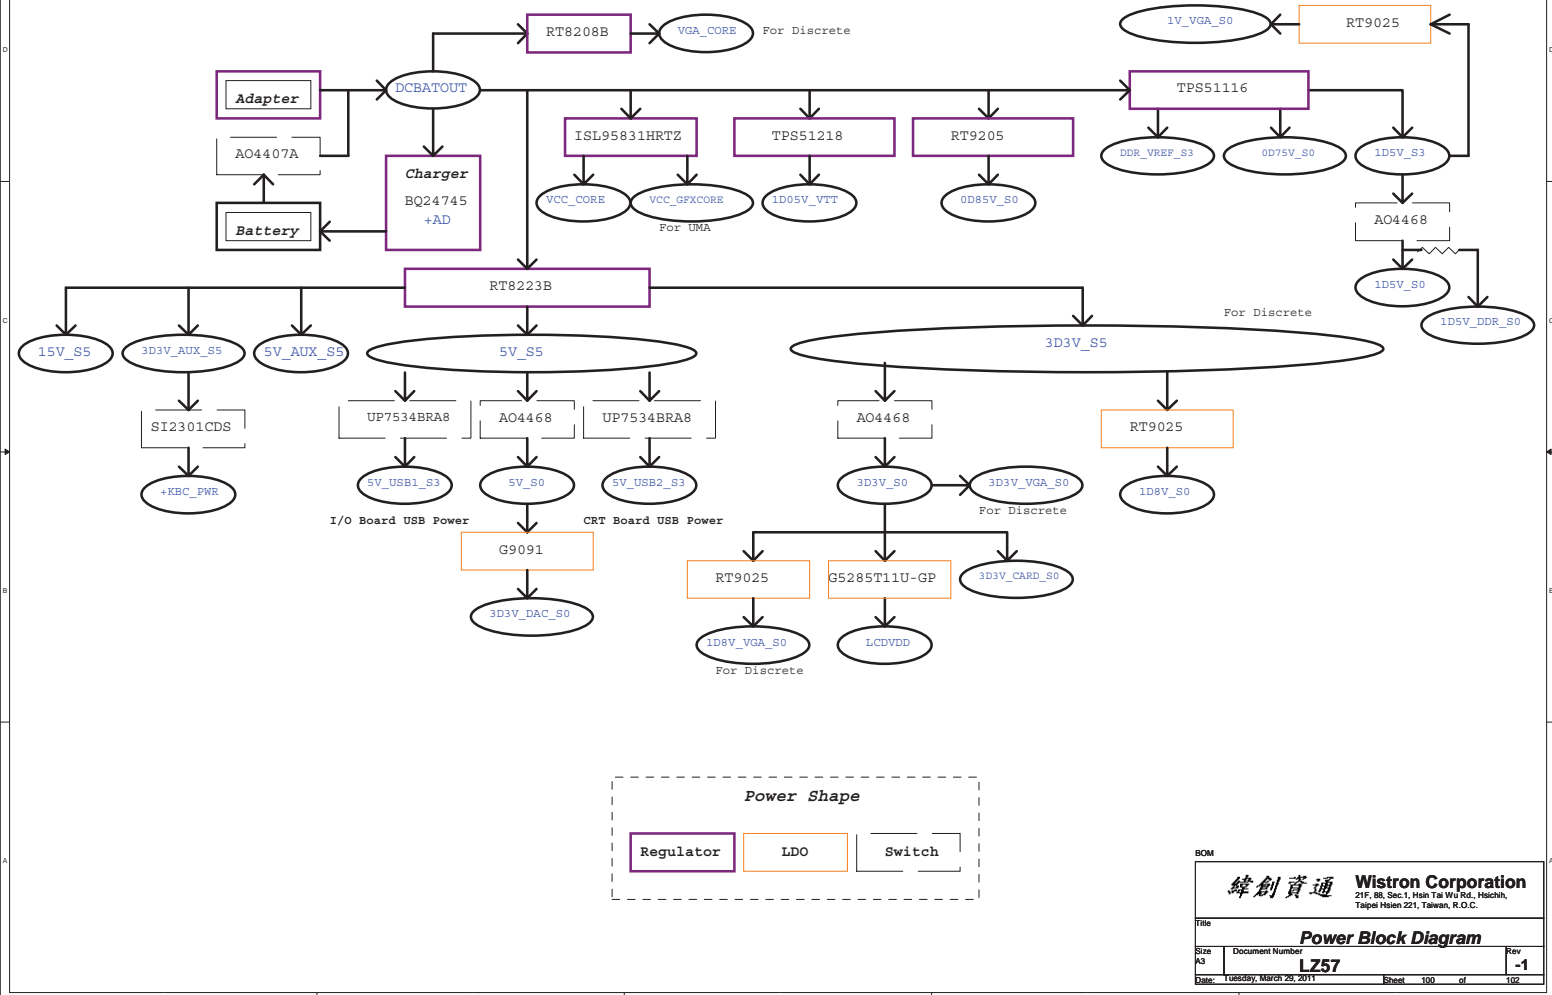 1V_VGA_S0
RT9025
RT8208B
VGA_CORE
For Discrete
D
D
Adapter
DCBATOUT
TPS51116
ISL95831HRTZ
TPS51218
RT9205
AO4407A
DDR_VREF_S3
0D75V_S0
1D5V_S3
Charger
BQ24745
+AD
VCC_CORE
VCC_GFXCORE
1D05V_VTT
0D85V_S0
For UMA
AO4468
Battery
RT8223B
1D5V_S0
For Discrete
1D5V_DDR_S0
C
15V_S5
3D3V_AUX_S5
5V_AUX_S5
5V_S5
3D3V_S5
SI2301CDS
UP7534BRA8
AO4468
UP7534BRA8
AO4468
RT9025
+KBC_PWR
5V_USB1_S3
5V_S0
5V_USB2_S3
3D3V_S0
3D3V_VGA_S0
1D8V_S0
For Discrete
I/O Board USB Power
CRT Board USB Power
G9091
RT9025
G5285T11U-GP
3D3V_CARD_S0
B
3D3V_DAC_S0
1D8V_VGA_S0
LCDVDD
For Discrete
Power Shape
Regulator
LDO
Switch
A
BOM
緯創資通
Wistron Corporation
21F, 88, Sec.1, Hsin Tai Wu Rd., Hsichih,
Taipei Hsien 221, Taiwan, R.O.C.
Title
Power Block Diagram
Size
A3
Document Number
LZ57
Rev
-1
Date:
Tuesday, March 29, 2011
Sheet
100
of
102